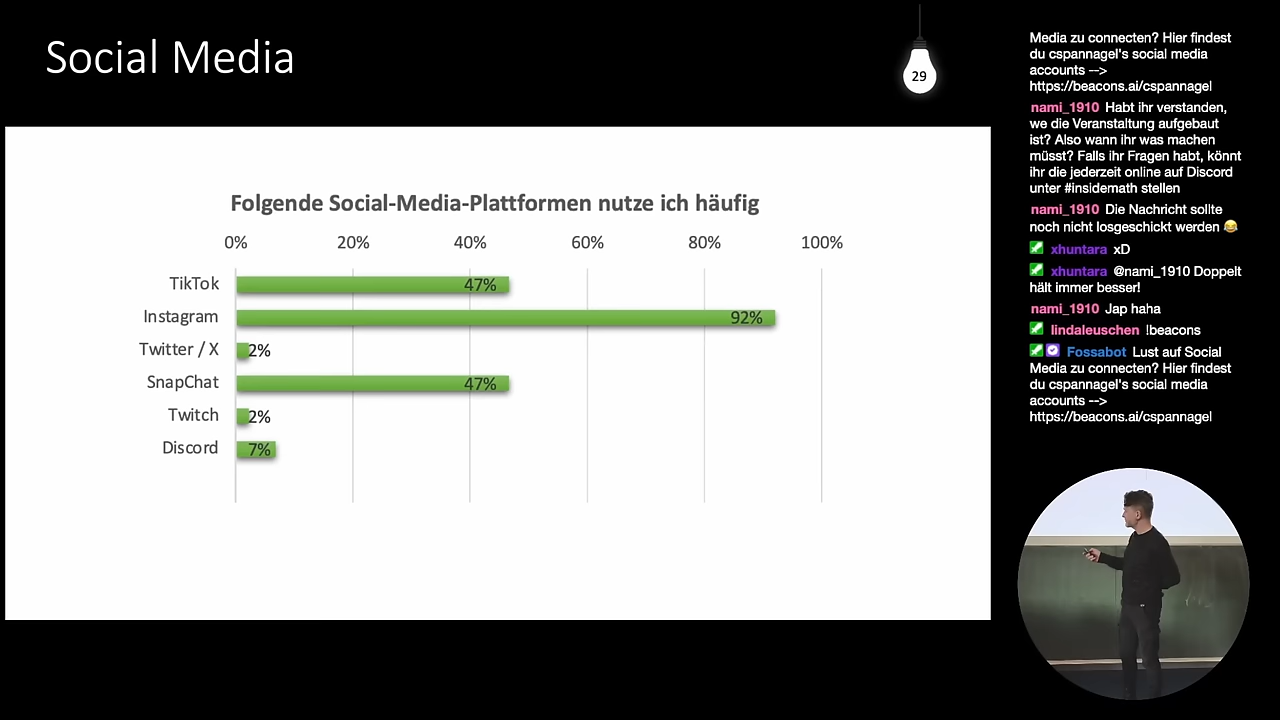 Social Media
29
Folgende Social-Media-Plattformen nutze ich häufig
0% 20% 40% 60% 80% 100%
TikTok 47%
Instagram 92%
Twitter / X 2%
SnapChat 47%
Twitch 2%
Discord 7%
Media zu connecten? Hier findest
du cspannagel's social media
accounts -->
https://beacons.ai/cspannagel
nami_1910 Habt ihr verstanden,
we die Veranstaltung aufgebaut
ist? Also wann ihr was machen
müsst? Falls ihr Fragen habt, könnt
ihr die jederzeit online auf Discord
unter #insidemath stellen
nami_1910 Die Nachricht sollte
noch nicht losgeschickt werden 😂
xhuntara xD
xhuntara @nami_1910 Doppelt
hält immer besser!
nami_1910 Jap haha
lindaleuschen !beacons
Fossabot Lust auf Social
Media zu connecten? Hier findest
du cspannagel's social media
accounts -->
https://beacons.ai/cspannagel